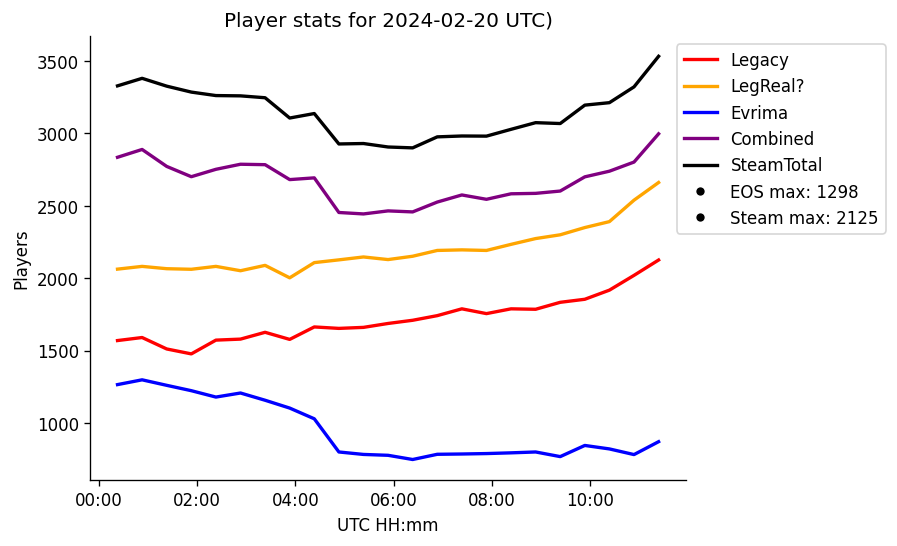 Player stats for 2024-02-20 UTC)
3500
3000
2500
2000
1500
1000
Players
00:00 02:00 04:00 06:00 08:00 10:00
UTC HH:mm
Legacy
LegReal?
Evrima
Combined
SteamTotal
EOS max: 1298
Steam max: 2125